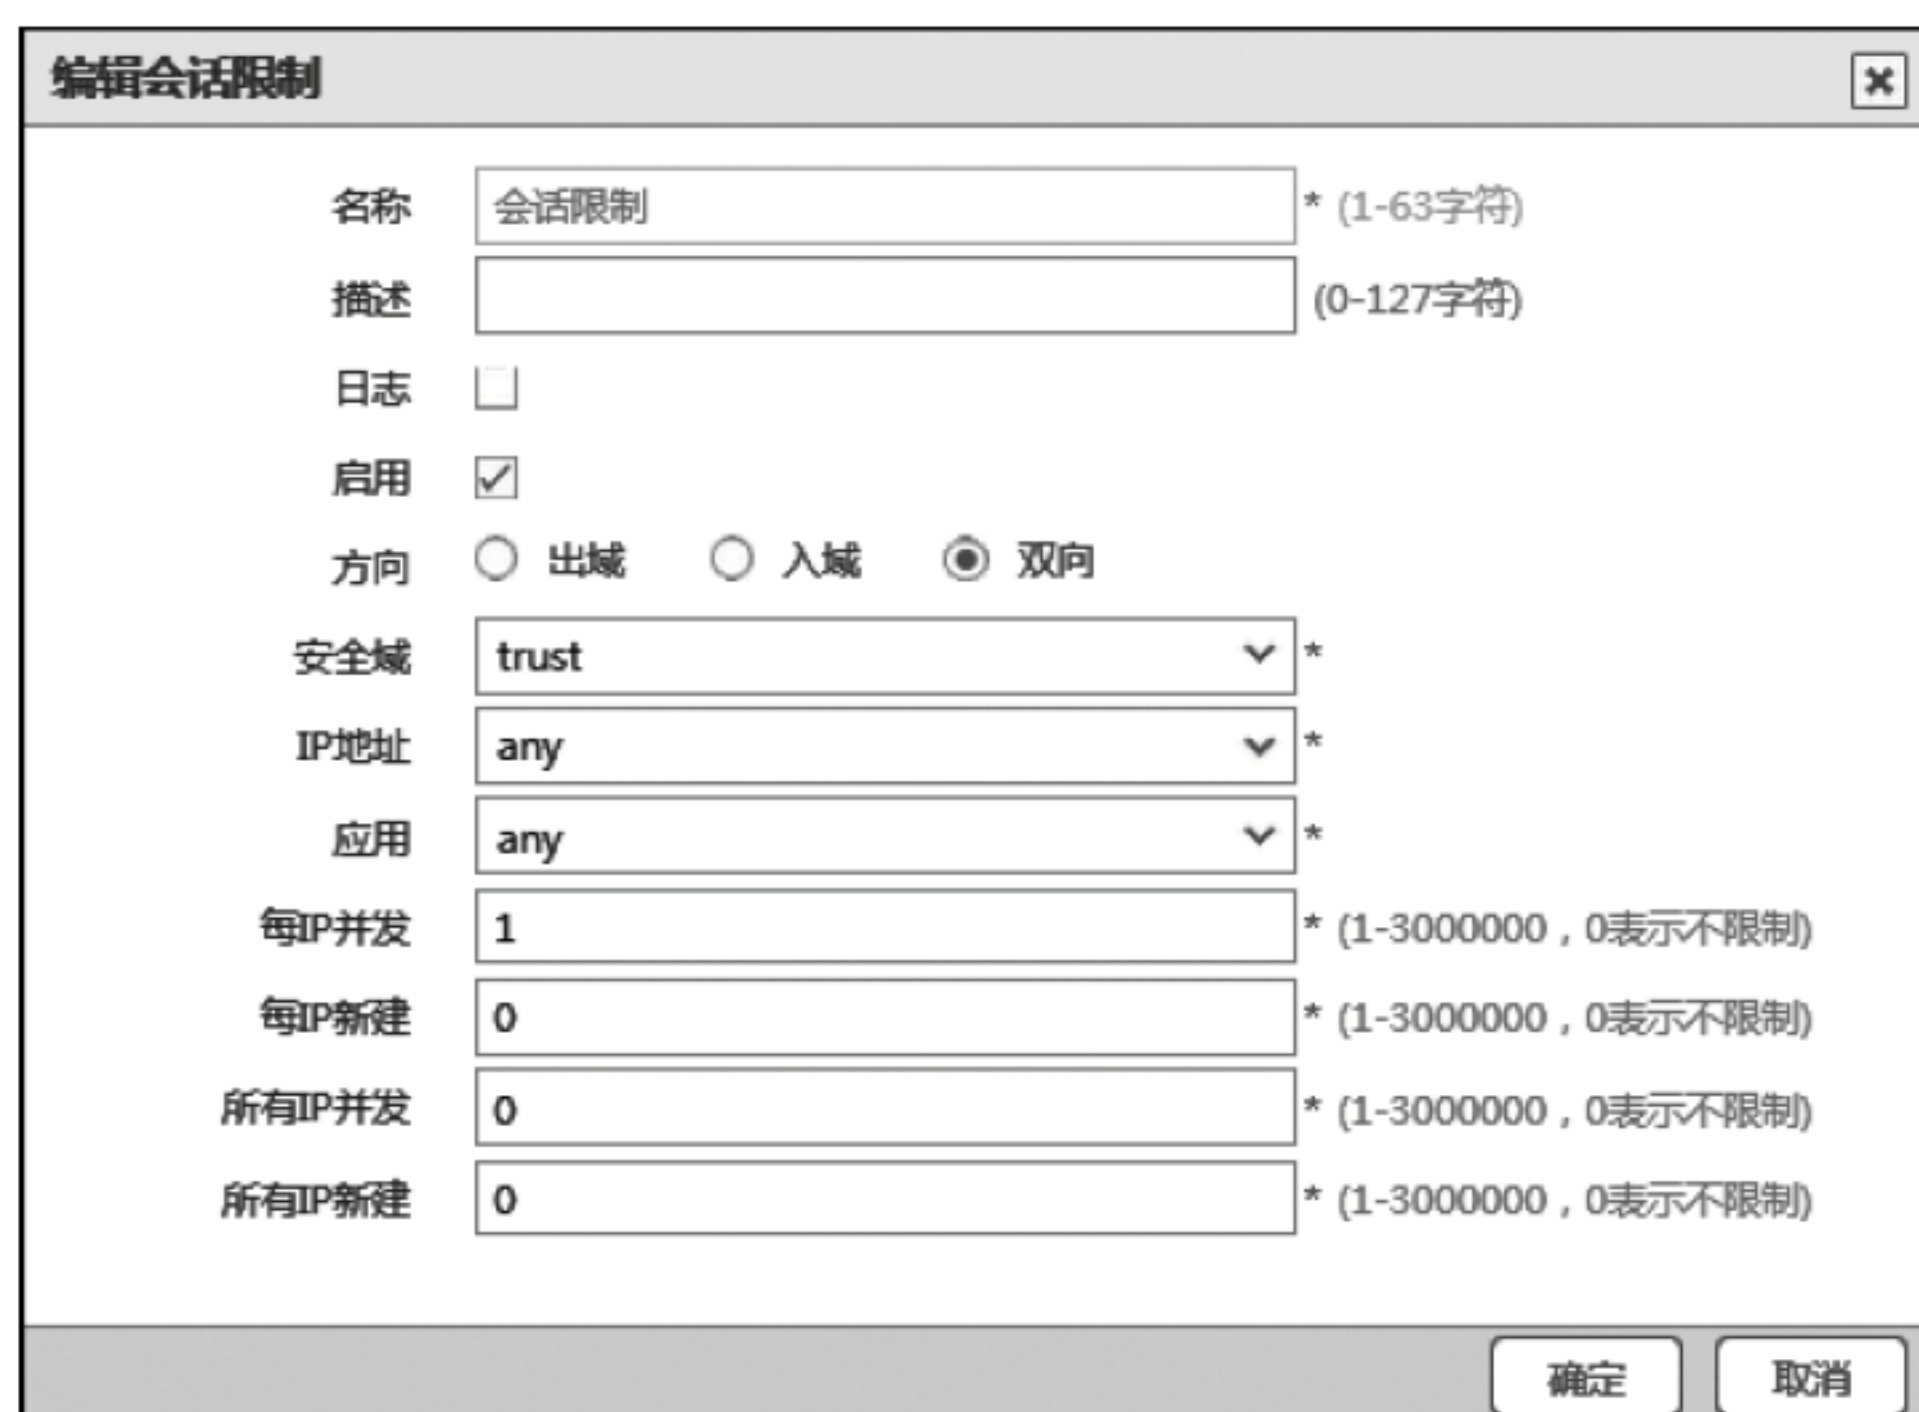 编辑会话限制
名称 会话限制 * (1-63字符)
描述 (0-127字符)
日志
启用
方向 出域 入域 双向
安全域 trust *
IP地址 any *
应用 any *
每IP并发 1 * (1-3000000，0表示不限制)
每IP新建 0 * (1-3000000，0表示不限制)
所有IP并发 0 * (1-3000000，0表示不限制)
所有IP新建 0 * (1-3000000，0表示不限制)
确定 取消